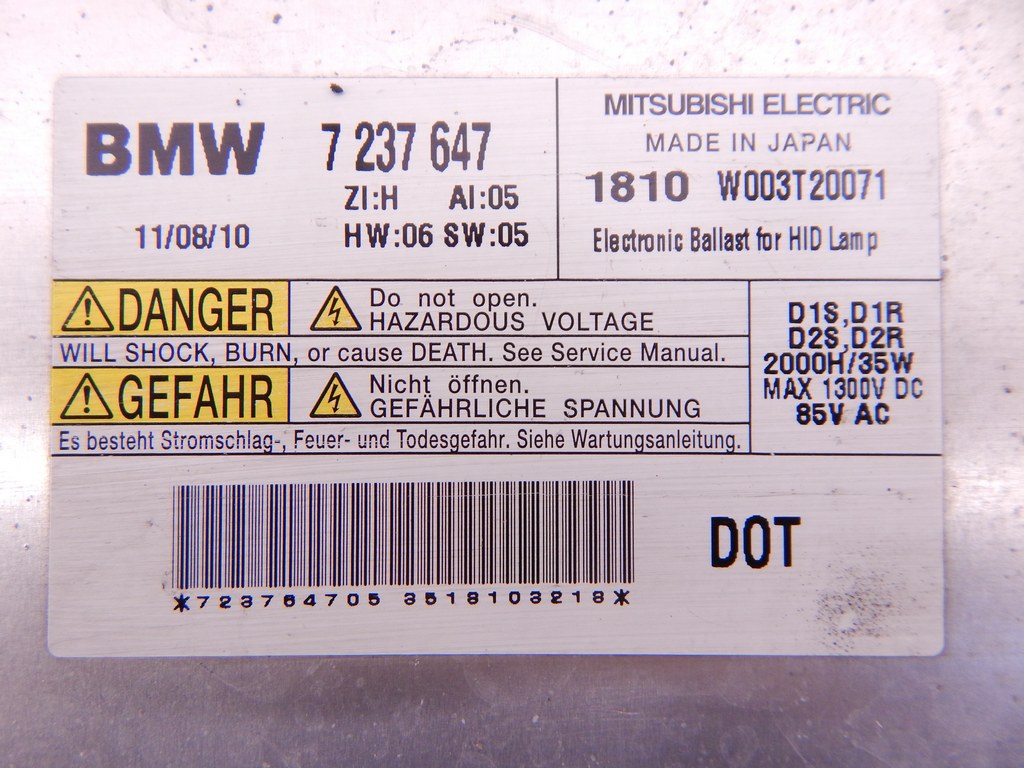 BMW 7 237 647
ZI:H AI:05
11/08/10 HW:06 SW:05
MITSUBISHI ELECTRIC
MADE IN JAPAN
1810 W003T20071
Electronic Ballast for HID Lamp
DANGER
Do not open.
HAZARDOUS VOLTAGE
WILL SHOCK, BURN, or cause DEATH. See Service Manual.
GEFAHR
Nicht öffnen.
GEFÄHRLICHE SPANNUNG
Es besteht Stromschlag-, Feuer- und Todesgefahr. Siehe Wartungsanleitung.
D1S,D1R
D2S,D2R
2000H/35W
MAX 1300V DC
85V AC
*723764705 3518103218*
DOT